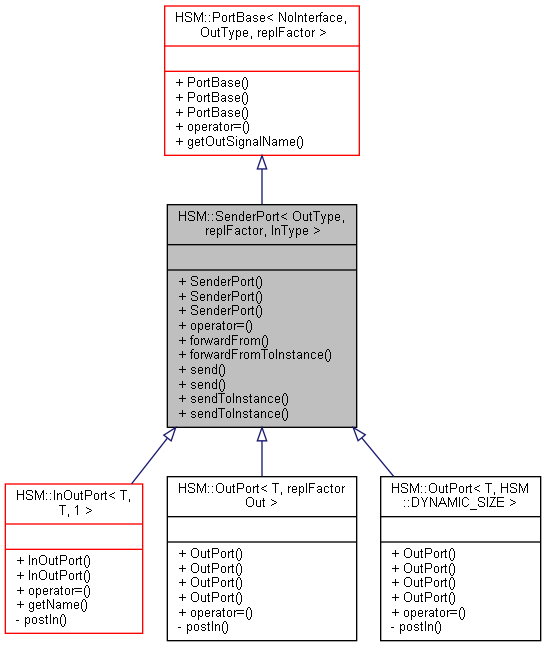 HSM::PortBase< NoInterface,
OutType, replFactor >
+ PortBase()
+ PortBase()
+ PortBase()
+ operator=()
+ getOutSignalName()
HSM::SenderPort< OutType,
replFactor, InType >
+ SenderPort()
+ SenderPort()
+ SenderPort()
+ operator=()
+ forwardFrom()
+ forwardFromToInstance()
+ send()
+ send()
+ sendToInstance()
+ sendToInstance()
HSM::InOutPort< T,
T, 1 >
+ InOutPort()
+ InOutPort()
+ operator=()
+ getName()
- postIn()
HSM::OutPort< T, replFactor
Out >
+ OutPort()
+ OutPort()
+ OutPort()
+ OutPort()
+ operator=()
- postIn()
HSM::OutPort< T, HSM
::DYNAMIC_SIZE >
+ OutPort()
+ OutPort()
+ OutPort()
+ OutPort()
+ operator=()
- postIn()